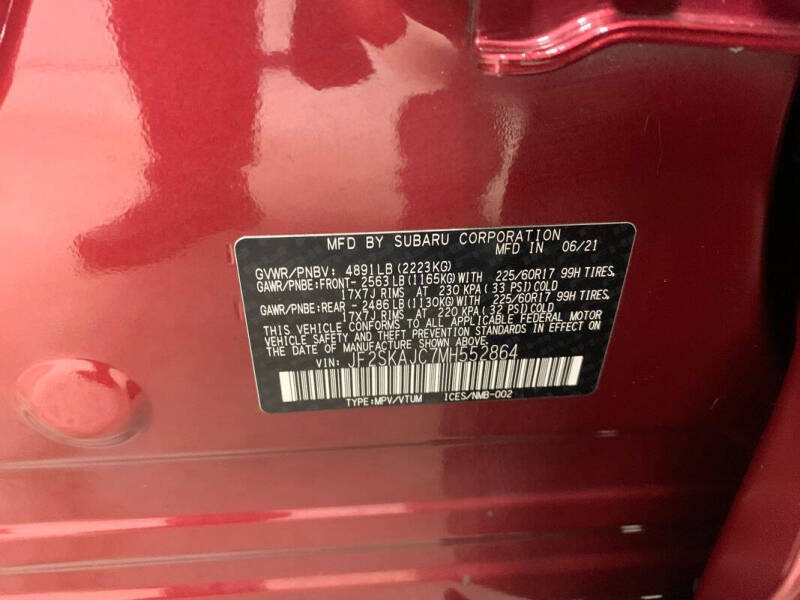 MFD BY SUBARU CORPORATION
MFD IN 06/21
GVWR/PNBV: 4891LB(2223KG)
GAWR/PNBE:FRONT-2563LB(1165KG)WITH 225/60R17 99H TIRES,
17X7J RIMS AT 230 KPA(33 PSI)COLD
GAWR/PNBE:REAR -2486LB(1130KG)WITH 225/60R17 99H TIRES,
17X7J RIMS AT 220 KPA(32 PSI)COLD
THIS VEHICLE CONFORMS TO ALL APPLICABLE FEDERAL MOTOR
VEHICLE SAFETY AND THEFT PREVENTION STANDARDS IN EFFECT ON
THE DATE OF MANUFACTURE SHOWN ABOVE.
VIN: JF2SKAJC7MH552864
TYPE:MPV/VTUM ICES/NMB-002